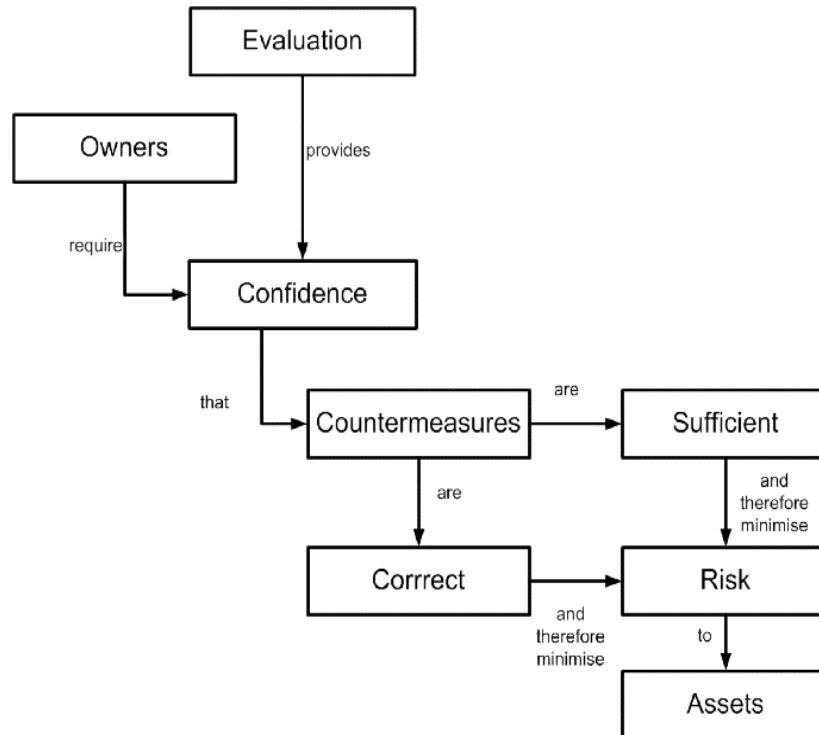 Evaluation
Owners
provides
require
Confidence
that
Countermeasures
are
Sufficient
are
and
therefore
minimise
Corrrect
and
therefore
minimise
Risk
to
Assets